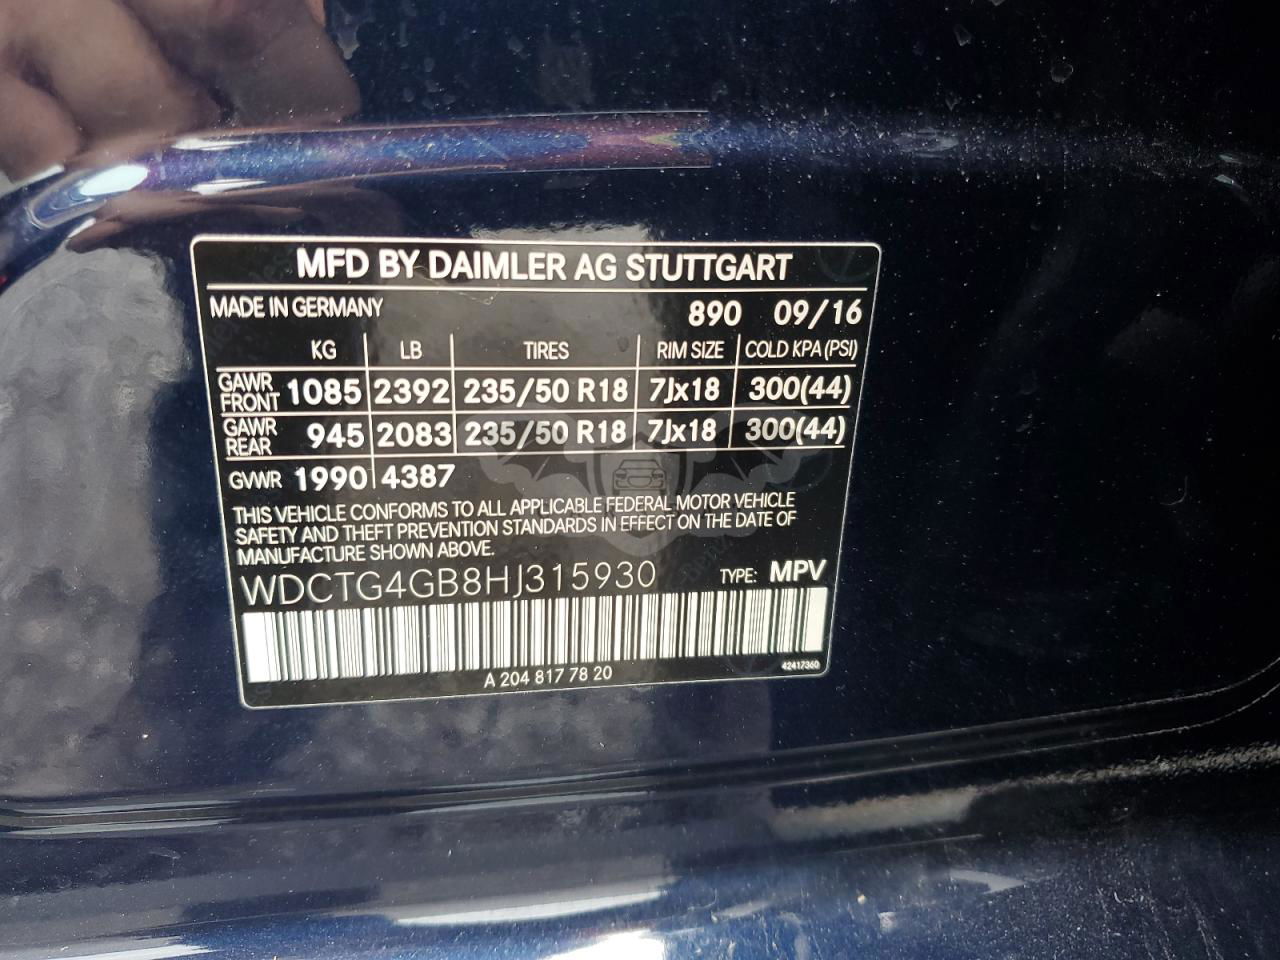 MFD BY DAIMLER AG STUTTGART
MADE IN GERMANY 890 09/16
KG LB TIRES RIM SIZE COLD KPA (PSI)
GAWR FRONT 1085 2392 235/50 R18 7Jx18 300(44)
GAWR REAR 945 2083 235/50 R18 7Jx18 300(44)
GVWR 1990 4387
THIS VEHICLE CONFORMS TO ALL APPLICABLE FEDERAL MOTOR VEHICLE
SAFETY AND THEFT PREVENTION STANDARDS IN EFFECT ON THE DATE OF
MANUFACTURE SHOWN ABOVE.
WDCTG4GB8HJ315930 TYPE: MPV
A 204 817 78 20 42417360